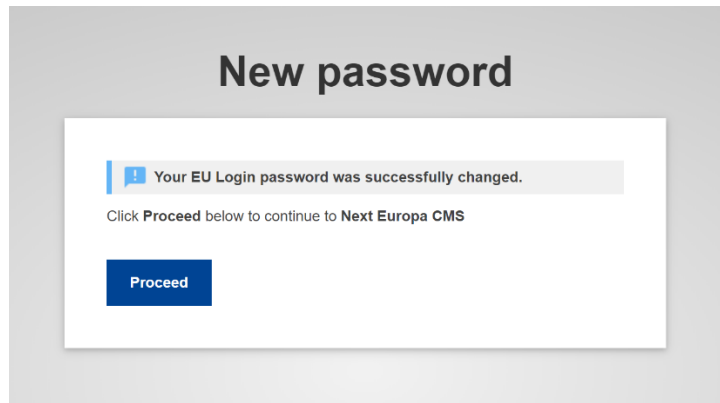 New password
Your EU Login password was successfully changed.
Click Proceed below to continue to Next Europa CMS
Proceed